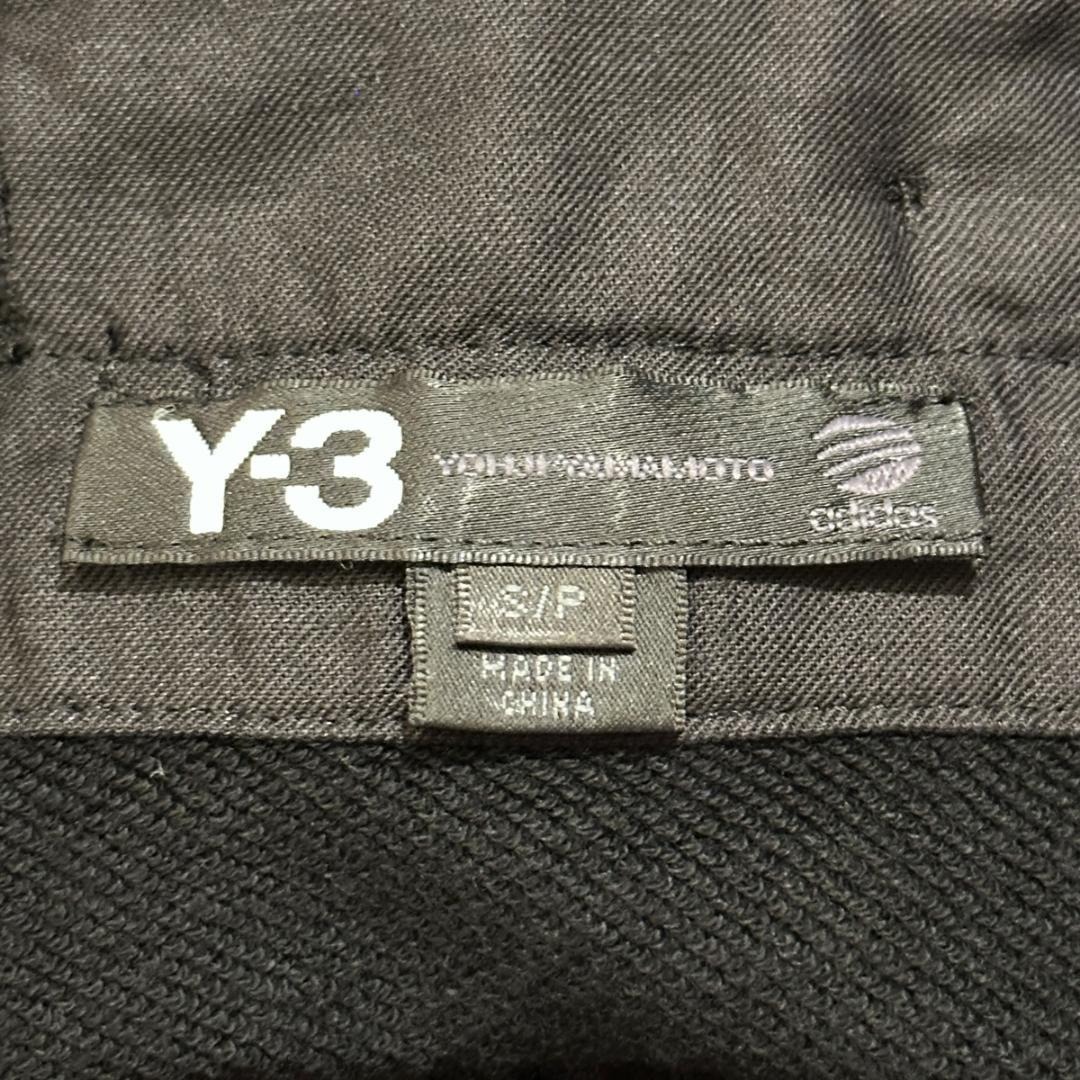 Y-3 YOHJI YAMAMOTO adidas
S/P
MADE IN
CHINA